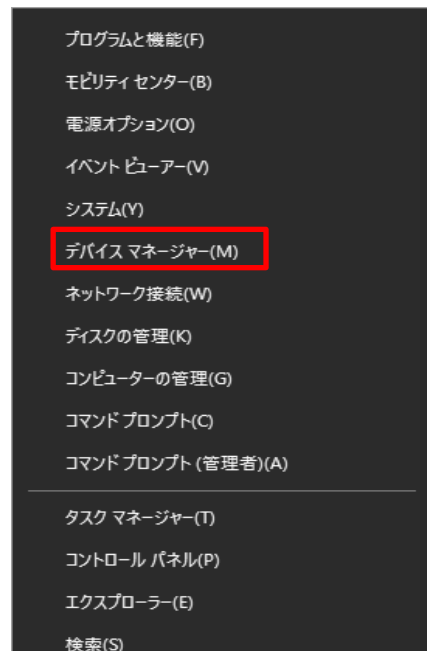 プログラムと機能(F)
モビリティ センター(B)
電源オプション(O)
イベント ビューアー(V)
システム(Y)
デバイス マネージャー(M)
ネットワーク接続(W)
ディスクの管理(K)
コンピューターの管理(G)
コマンド プロンプト(C)
コマンド プロンプト (管理者)(A)
タスク マネージャー(T)
コントロール パネル(P)
エクスプローラー(E)
検索(S)